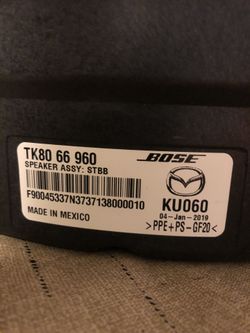 TK80 66 960
SPEAKER ASSY: STBB
BOSE
F90045337N3737138000010
MADE IN MEXICO
KU060
04-Jan-2019
>PPE+PS-GF20<